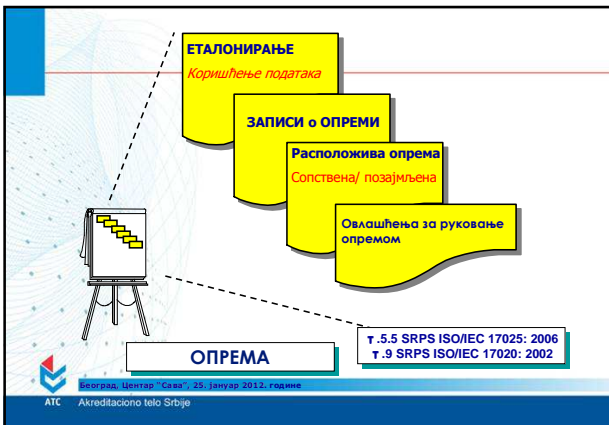 ЕТАЛОНИРАЊЕ
Коришћење података
ЗАПИСИ о ОПРЕМИ
Расположива опрема
Сопствена/ позајмљена
Овлашћења за руковање
опремом
т .5.5 SRPS ISO/IEC 17025: 2006
т .9 SRPS ISO/IEC 17020: 2002
ОПРЕМА
Београд, Центар “Сава”, 25. јануар 2012. године
ATC Akreditaciono telo Srbije